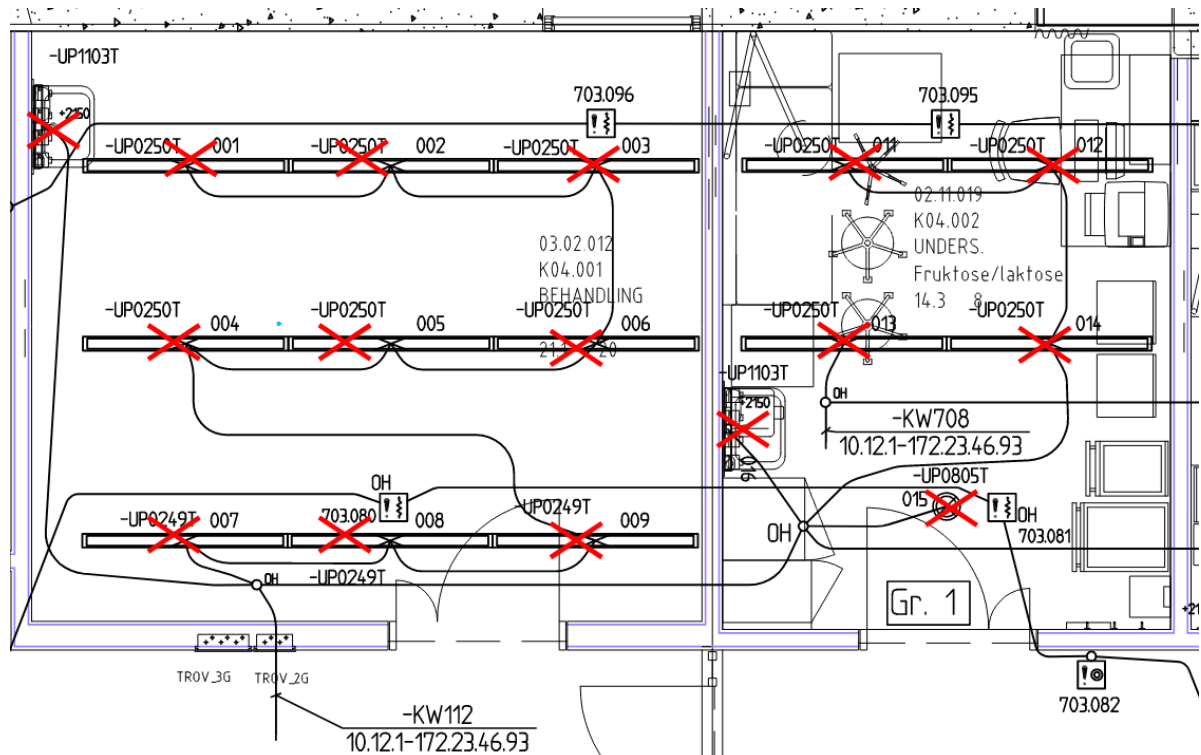 -UP1103T
+2150
703.096
703.095
-UP0250T 001
-UP0250T 002
-UP0250T 003
-UP0250 011
-UP0250T 012
03.02.012
K04.001
BEHANDLING
02.11.019
K04.002
UNDERS.
Fruktose/laktose
14.3
-UP0250T 004
-UP0250T 005
-UP0250T 006
-UP0250T 013
-UP0250T 014
20
-UP1103T
+2150
OH
-KW708
10.12.1-172.23.46.93
016
OH
-UP0805T
015
OH
703.081
-UP0249T 007
703.080 008
-UP0249T 009
OH
-UP0249T
OH
Gr. 1
TROV_3G
TROV_2G
703.082
-KW112
10.12.1-172.23.46.93